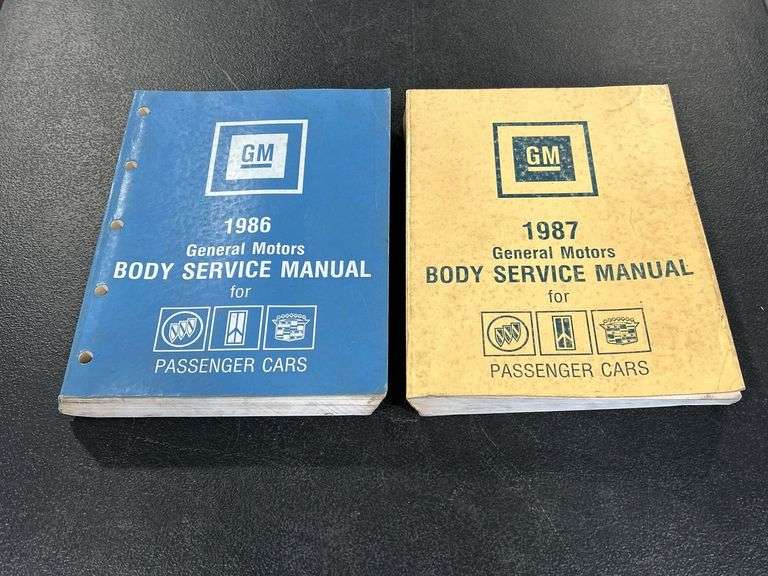 GM
1986
General Motors
BODY SERVICE MANUAL
for
PASSENGER CARS
GM
1987
General Motors
BODY SERVICE MANUAL
for
PASSENGER CARS